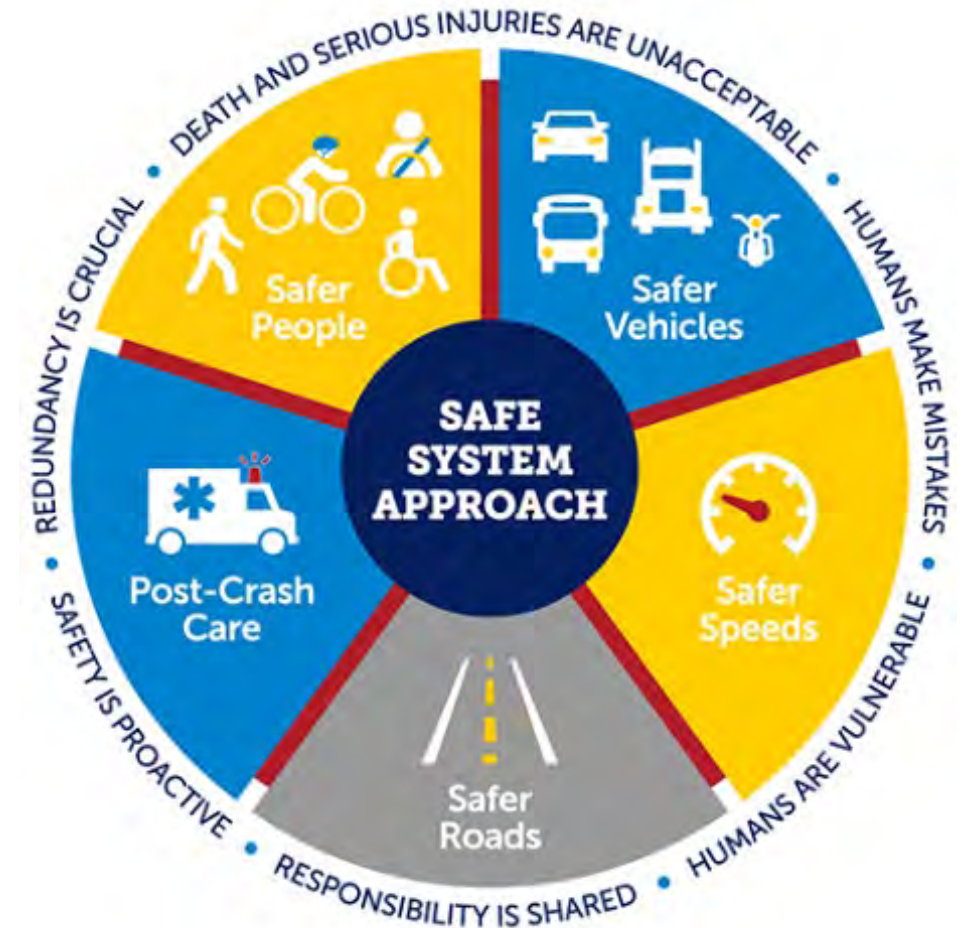 DEATH AND SERIOUS INJURIES ARE UNACCEPTABLE
HUMANS MAKE MISTAKES
HUMANS ARE VULNERABLE
RESPONSIBILITY IS SHARED
SAFETY IS PROACTIVE
REDUNDANCY IS CRUCIAL
Safer
People
Safer
Vehicles
SAFE
SYSTEM
APPROACH
Post-Crash
Care
Safer
Speeds
Safer
Roads